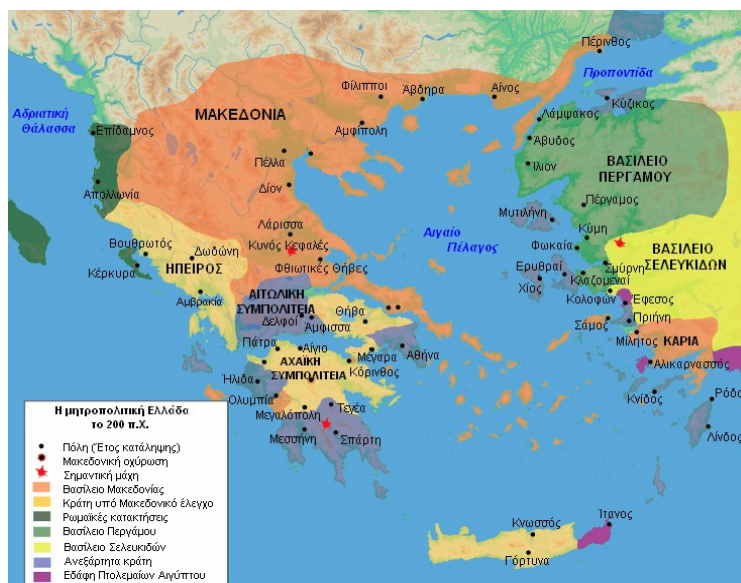 Πέρινθος
Προποντίδα
Φίλιπποι
Άβδηρα
Αίνος
Κύζικος
Αδριατική
Θάλασσα
ΜΑΚΕΔΟΝΙΑ
Λάμψακος
Επίδαμνος
Αμφίπολη
Άβυδος
Πέλλα
Ίλιον
ΒΑΣΙΛΕΙΟ
ΠΕΡΓΑΜΟΥ
Απολλωνία
Δίον
Πέργαμος
Μυτιλήνη
Λάρισσα
Αιγαίο
Πέλαγος
Κύμη
Βουθρωτός
Δωδώνη
Κυνός Κεφαλές
Φωκαία
ΒΑΣΙΛΕΙΟ
ΣΕΛΕΥΚΙΔΩΝ
Κέρκυρα
ΗΠΕΙΡΟΣ
Φθιωτικές Θήβες
Ερυθραί
Σμύρνη
Χίος
Κλαζομεναί
Αμβρακία
ΑΙΤΩΛΙΚΗ
ΣΥΜΠΟΛΙΤΕΙΑ
Κολοφών
Έφεσος
Δελφοί
Άμφισσα
Θήβα
Σάμος
Πριήνη
Πάτρα
Αίγιο
Μέγαρα
Αθήνα
Μίλητος
ΚΑΡΙΑ
ΑΧΑΪΚΗ
ΣΥΜΠΟΛΙΤΕΙΑ
Κόρινθος
Αλικαρνασσός
Ήλιδα
Ολυμπία
Μεγαλόπολη
Τεγέα
Κνίδος
Ρόδο
Μεσσήνη
Σπάρτη
Λίνδος
Κνωσσός
Ίτανος
Γόρτυνα
Η μητροπολιτική Ελλάδα
το 200 π.Χ.
Πόλη (Έτος κατάληψης)
Μακεδονική οχύρωση
Σημαντική μάχη
Βασίλειο Μακεδονίας
Κράτη υπό Μακεδονικό έλεγχο
Ρωμαϊκές κατακτήσεις
Βασίλειο Περγάμου
Βασίλειο Σελευκιδών
Ανεξάρτητα κράτη
Εδάφη Πτολεμαίων Αιγύπτου